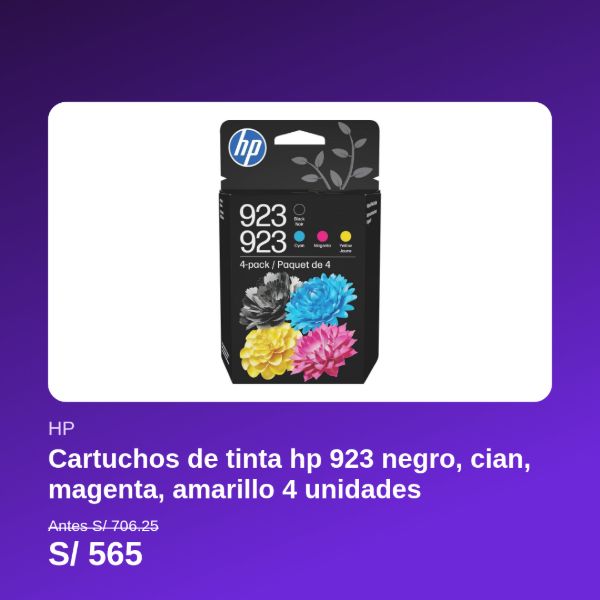 hp
923
Black
Noir
923
Cyan
Magenta
Yellow
Jaune
4-pack / Paquet de 4
HP
Cartuchos de tinta hp 923 negro, cian,
magenta, amarillo 4 unidades
Antes S/ 706.25
S/ 565